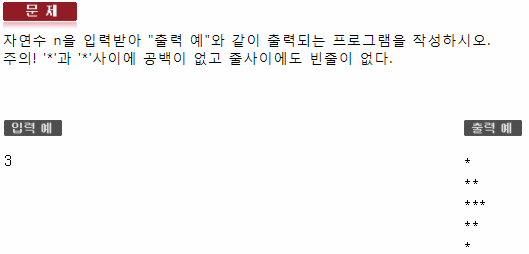 문 제
자연수 n을 입력받아 "출력 예"와 같이 출력되는 프로그램을 작성하시오.
주의! '*'과 '*'사이에 공백이 없고 줄사이에도 빈줄이 없다.
입력 예
출력 예
3
*
**
***
**
*